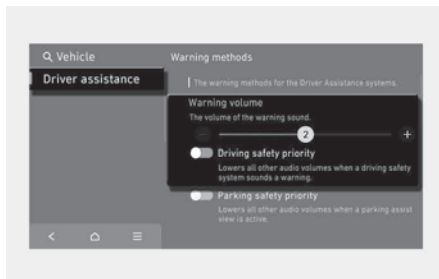 Vehicle
Warning methods
Driver assistance
The warning methods for the Driver Assistance systems.
Warning volume
The volume of the warning sound.
2
Driving safety priority
Lowers all other audio volumes when a driving safety
system sounds a warning.
Parking safety priority
Lowers all other audio volumes when a parking assist
view is active.